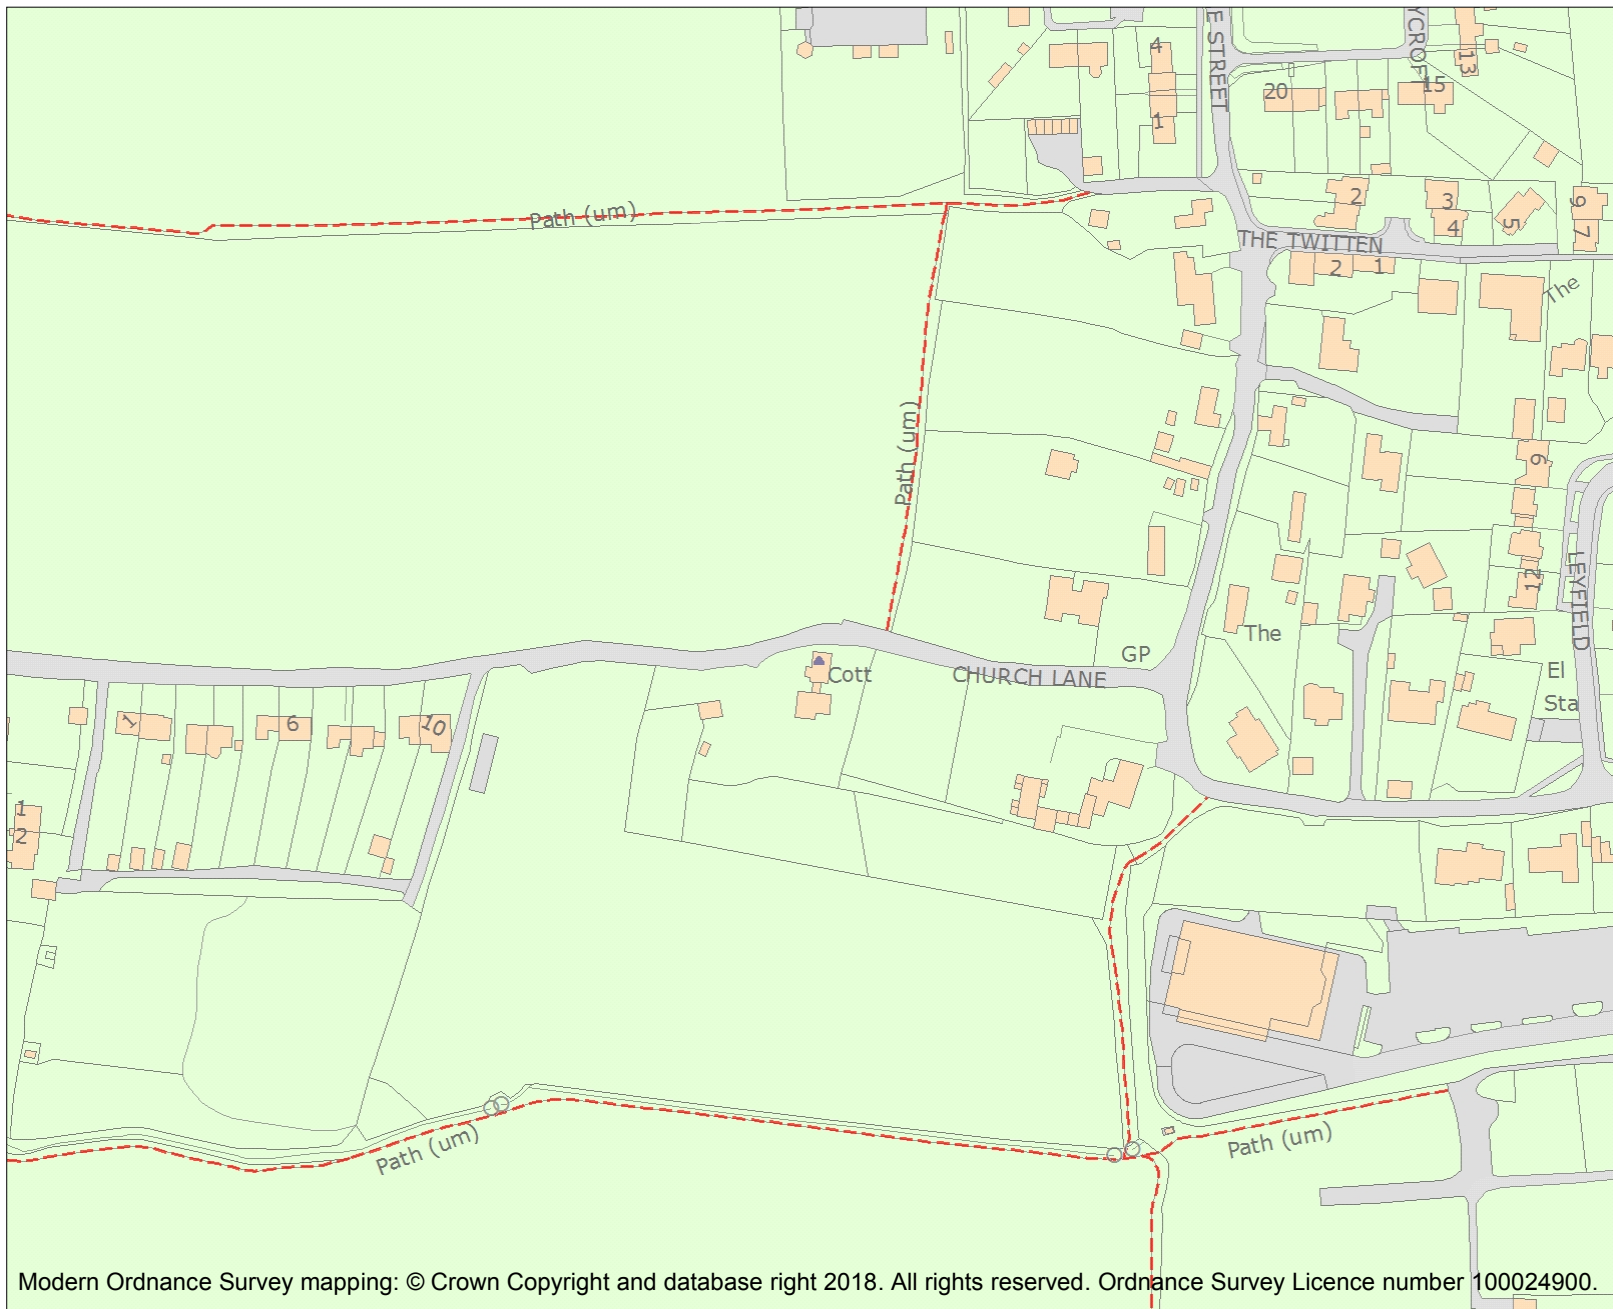 E STREET
YCROF
4
13
20
15
1
2
3
9
Path (um)
4
5
7
THE TWITTEN
2
1
The
Path (um)
6
12
LEYFIELD
The
GP
El
Cott
CHURCH LANE
Sta
1
6
10
1
2
Path (um)
Path (um)
Modern Ordnance Survey mapping: © Crown Copyright and database right 2018. All rights reserved. Ordnance Survey Licence number 100024900.